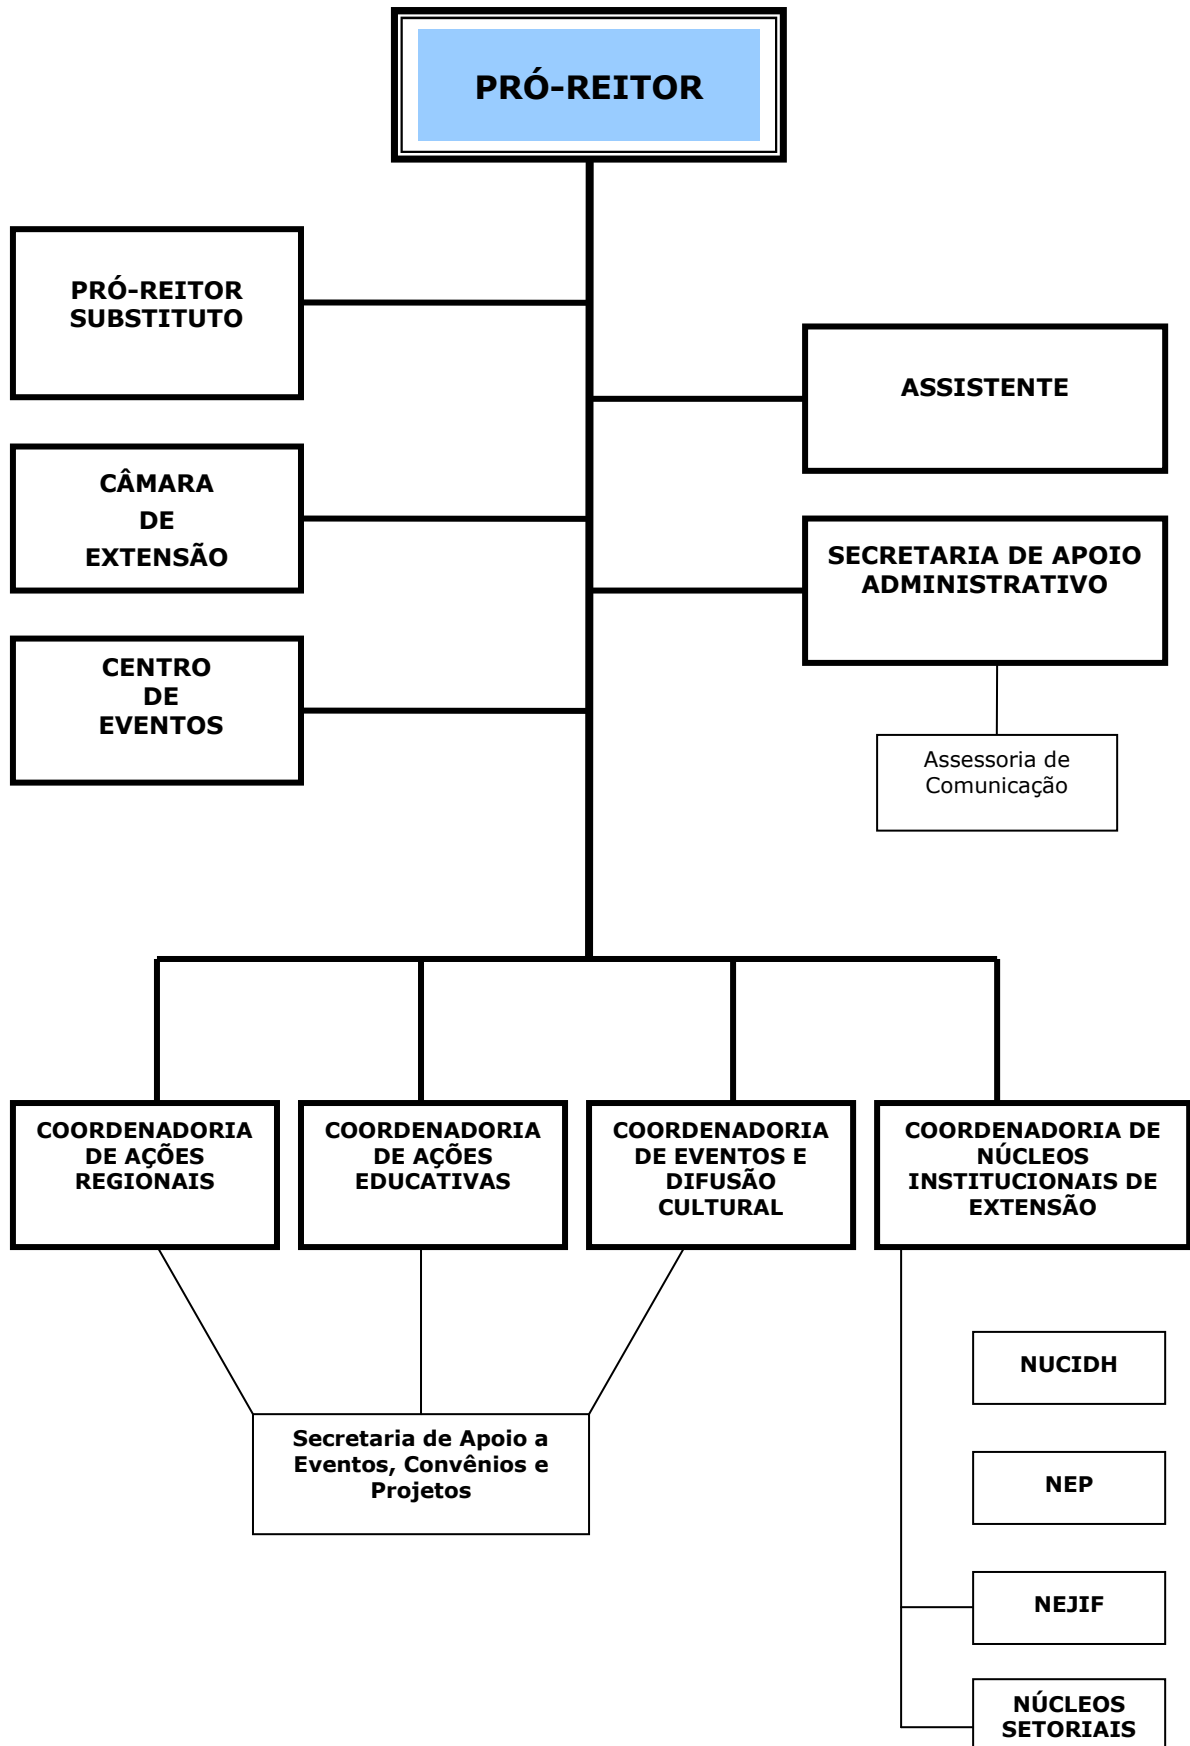 PRÓ-REITOR
PRÓ-REITOR
SUBSTITUTO
ASSISTENTE
CÂMARA
DE
EXTENSÃO
SECRETARIA DE APOIO
ADMINISTRATIVO
CENTRO
DE
EVENTOS
Assessoria de
Comunicação
COORDENADORIA
DE AÇÕES
REGIONAIS
COORDENADORIA
DE AÇÕES
EDUCATIVAS
COORDENADORIA
DE EVENTOS E
DIFUSÃO
CULTURAL
COORDENADORIA DE
NÚCLEOS
INSTITUCIONAIS DE
EXTENSÃO
Secretaria de Apoio a
Eventos, Convênios e
Projetos
NUCIDH
NEP
NEJIF
NÚCLEOS
SETORIAIS